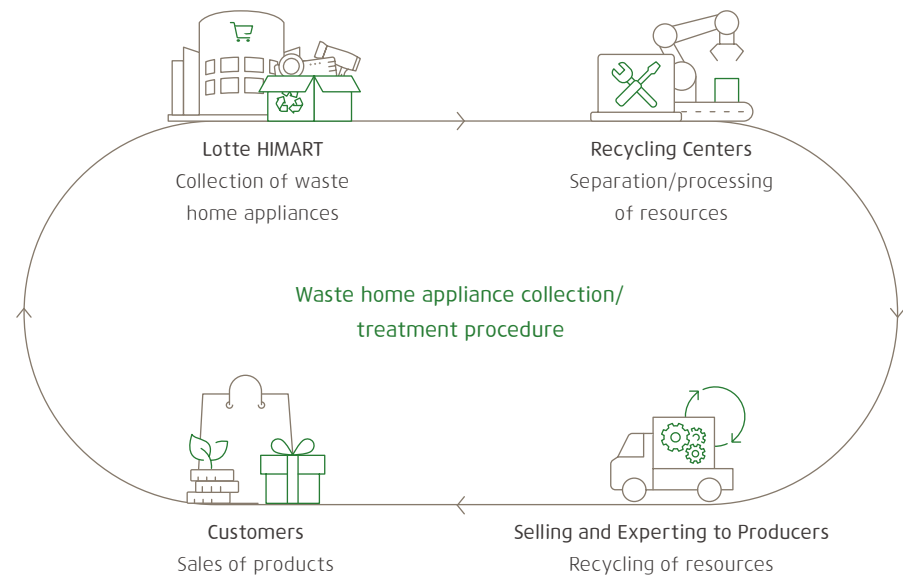 Lotte HIMART
Collection of waste
home appliances
Recycling Centers
Separation/processing
of resources
Waste home appliance collection/
treatment procedure
Customers
Sales of products
Selling and Experting to Producers
Recycling of resources